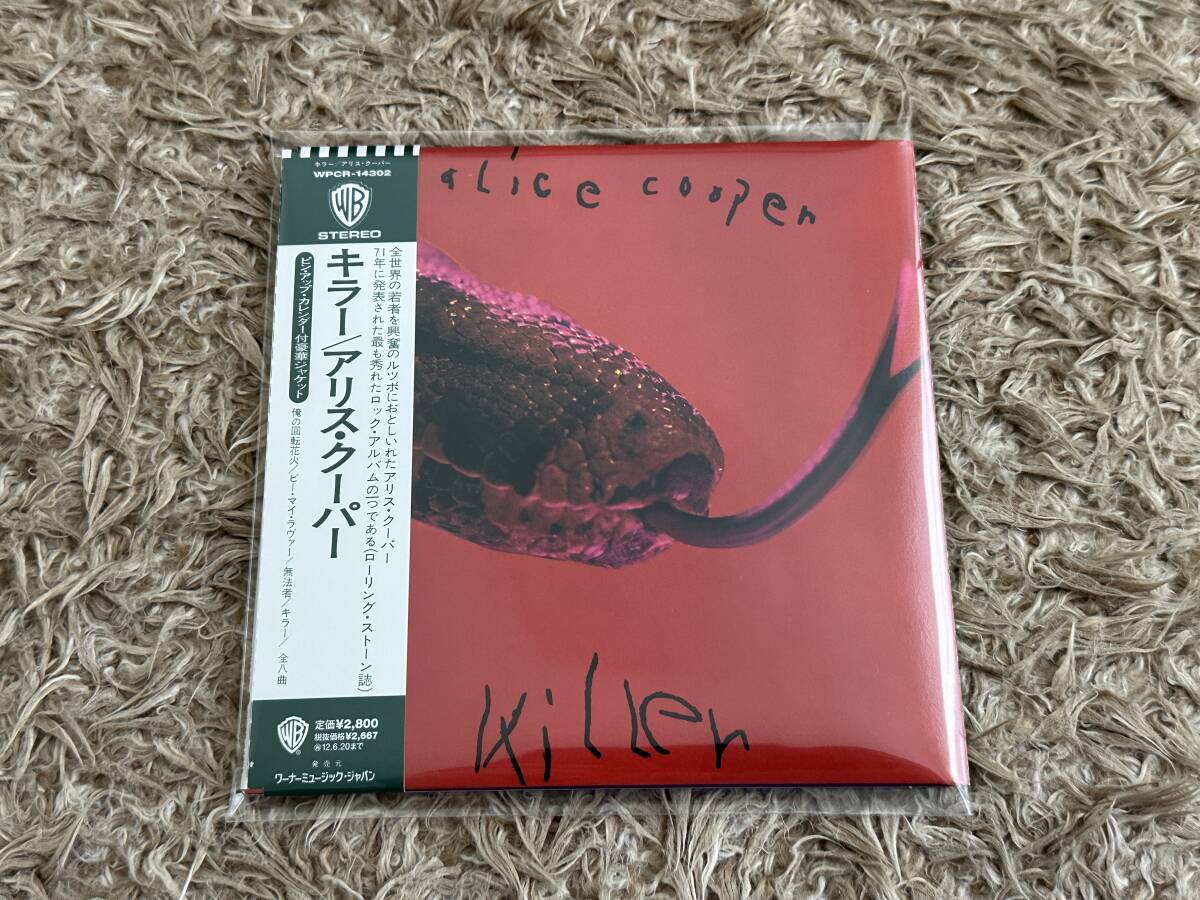 キラー/アリス・クーパー
WPCR-14302
WB
STEREO
キラー/アリス・クーパー
全世界の若者を興奮のルツボにおとしいれたアリス・クーパー
71年に発表された最も秀れたロック・アルバムの1つである(ローリング・ストーン誌)
ピン・アップ・カレンダー付豪華ジャケット
俺の回転花火/ビー・マイ・ラヴァー/無法者/キラー/全八曲
WB
定価¥2,800
税抜価格¥2,667
12.6.20まで
発売元
ワーナーミュージック・ジャパン
alice cooper
killer